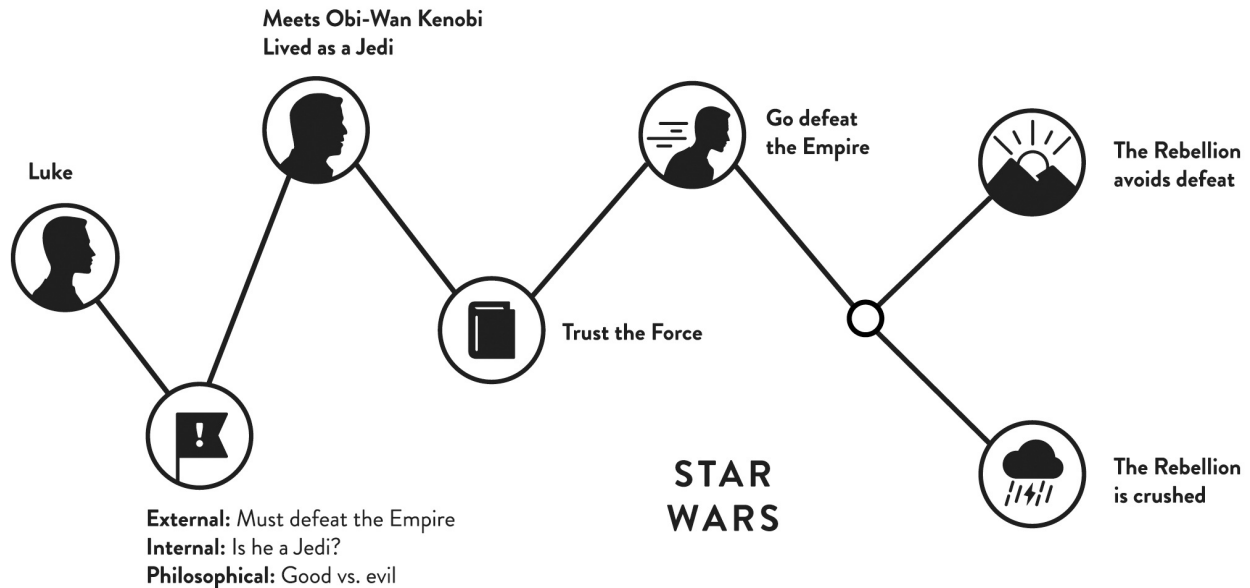 Luke
External: Must defeat the Empire
Internal: Is he a Jedi?
Philosophical: Good vs. evil
Meets Obi-Wan Kenobi
Lived as a Jedi
Trust the Force
Go defeat
the Empire
The Rebellion
avoids defeat
The Rebellion
is crushed
STAR
WARS
!